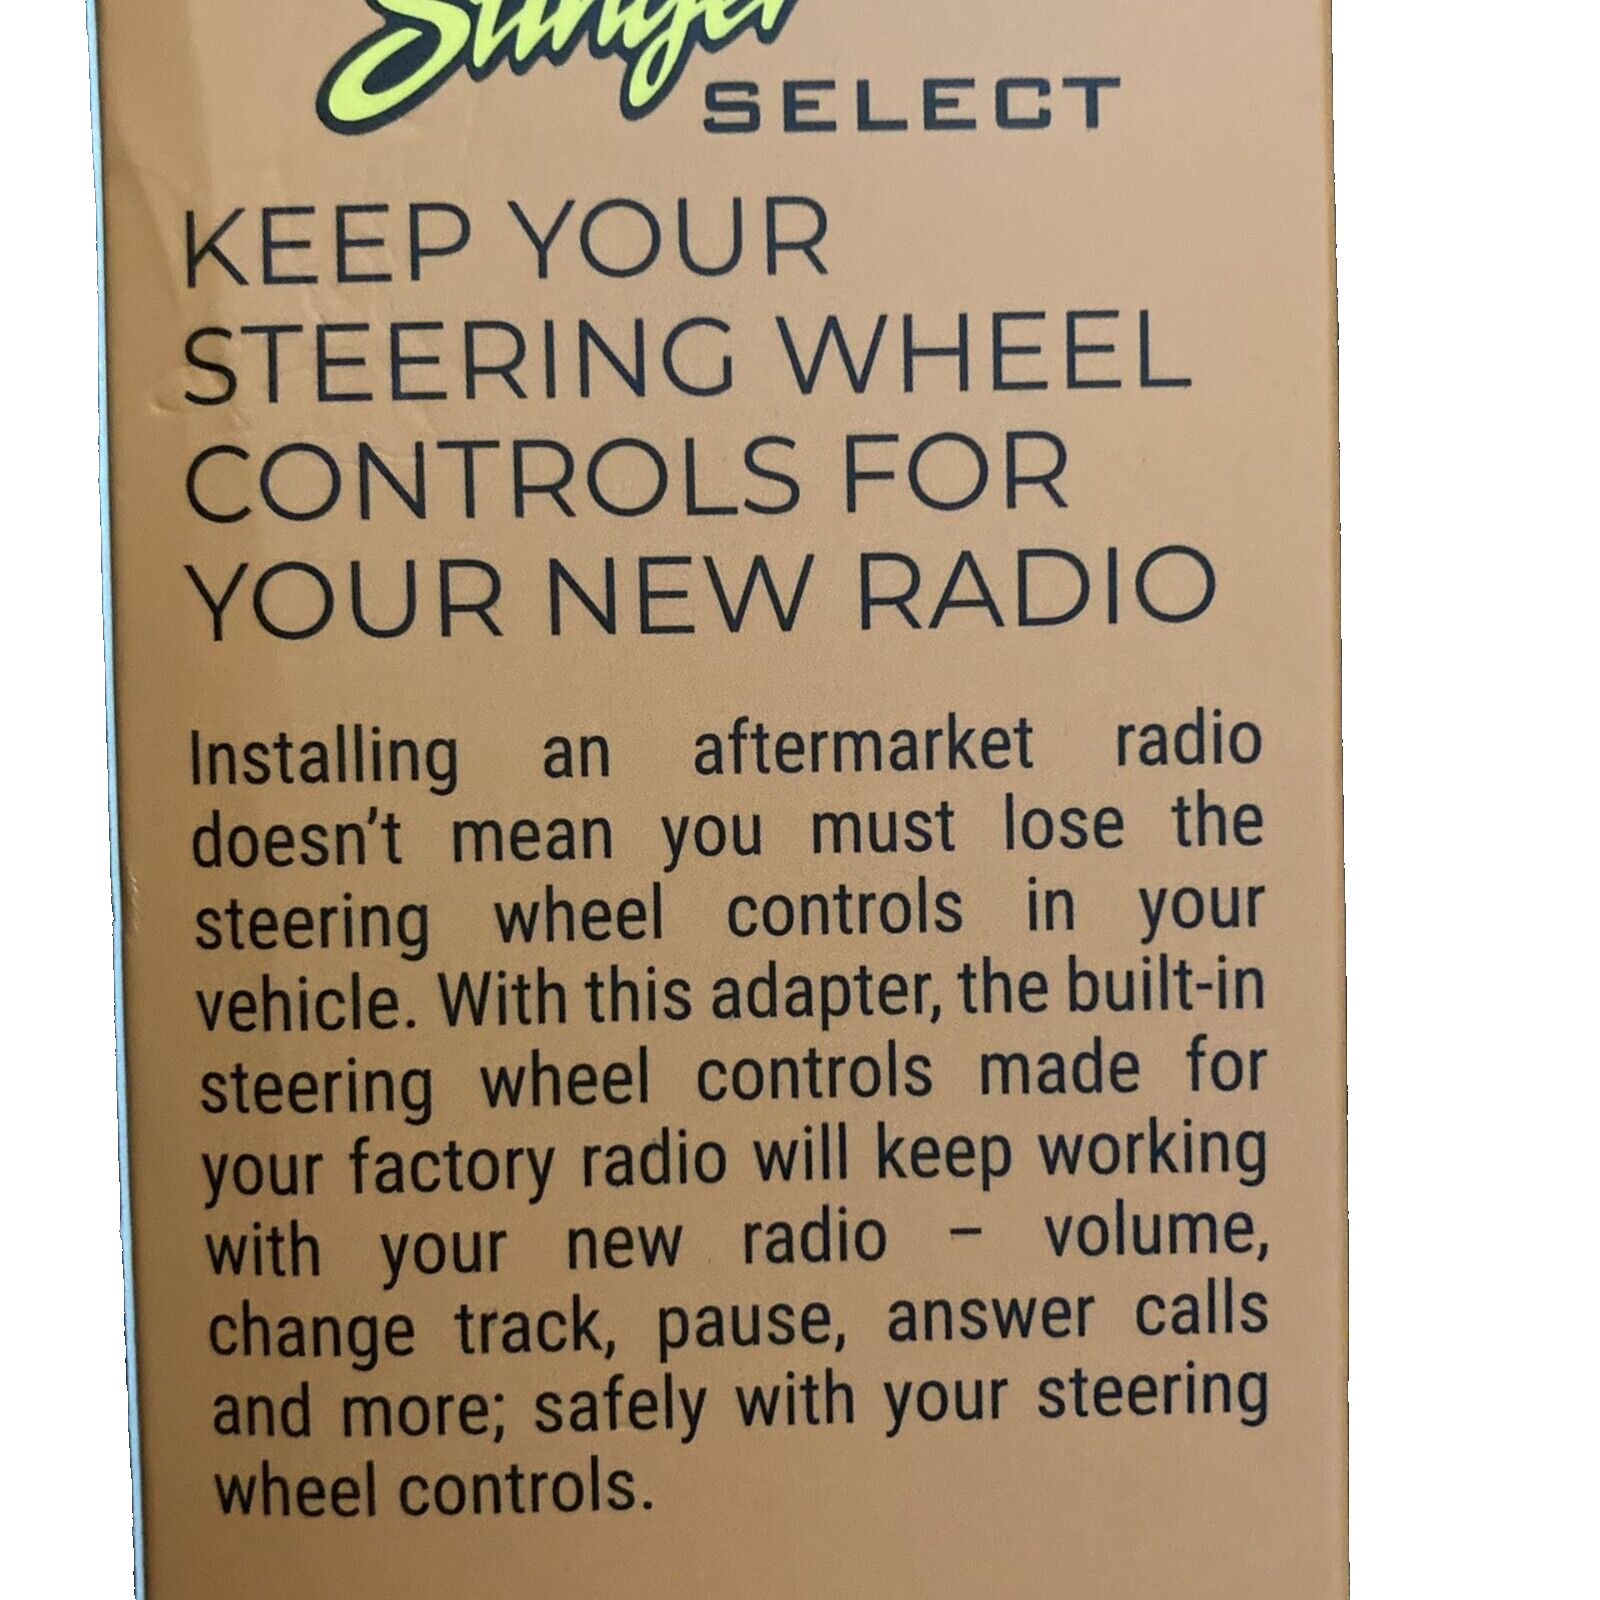 Stinger
SELECT
KEEP YOUR
STEERING WHEEL
CONTROLS FOR
YOUR NEW RADIO
Installing an aftermarket radio
doesn't mean you must lose the
steering wheel controls in your
vehicle. With this adapter, the built-in
steering wheel controls made for
your factory radio will keep working
with your new radio – volume,
change track, pause, answer calls
and more; safely with your steering
wheel controls.